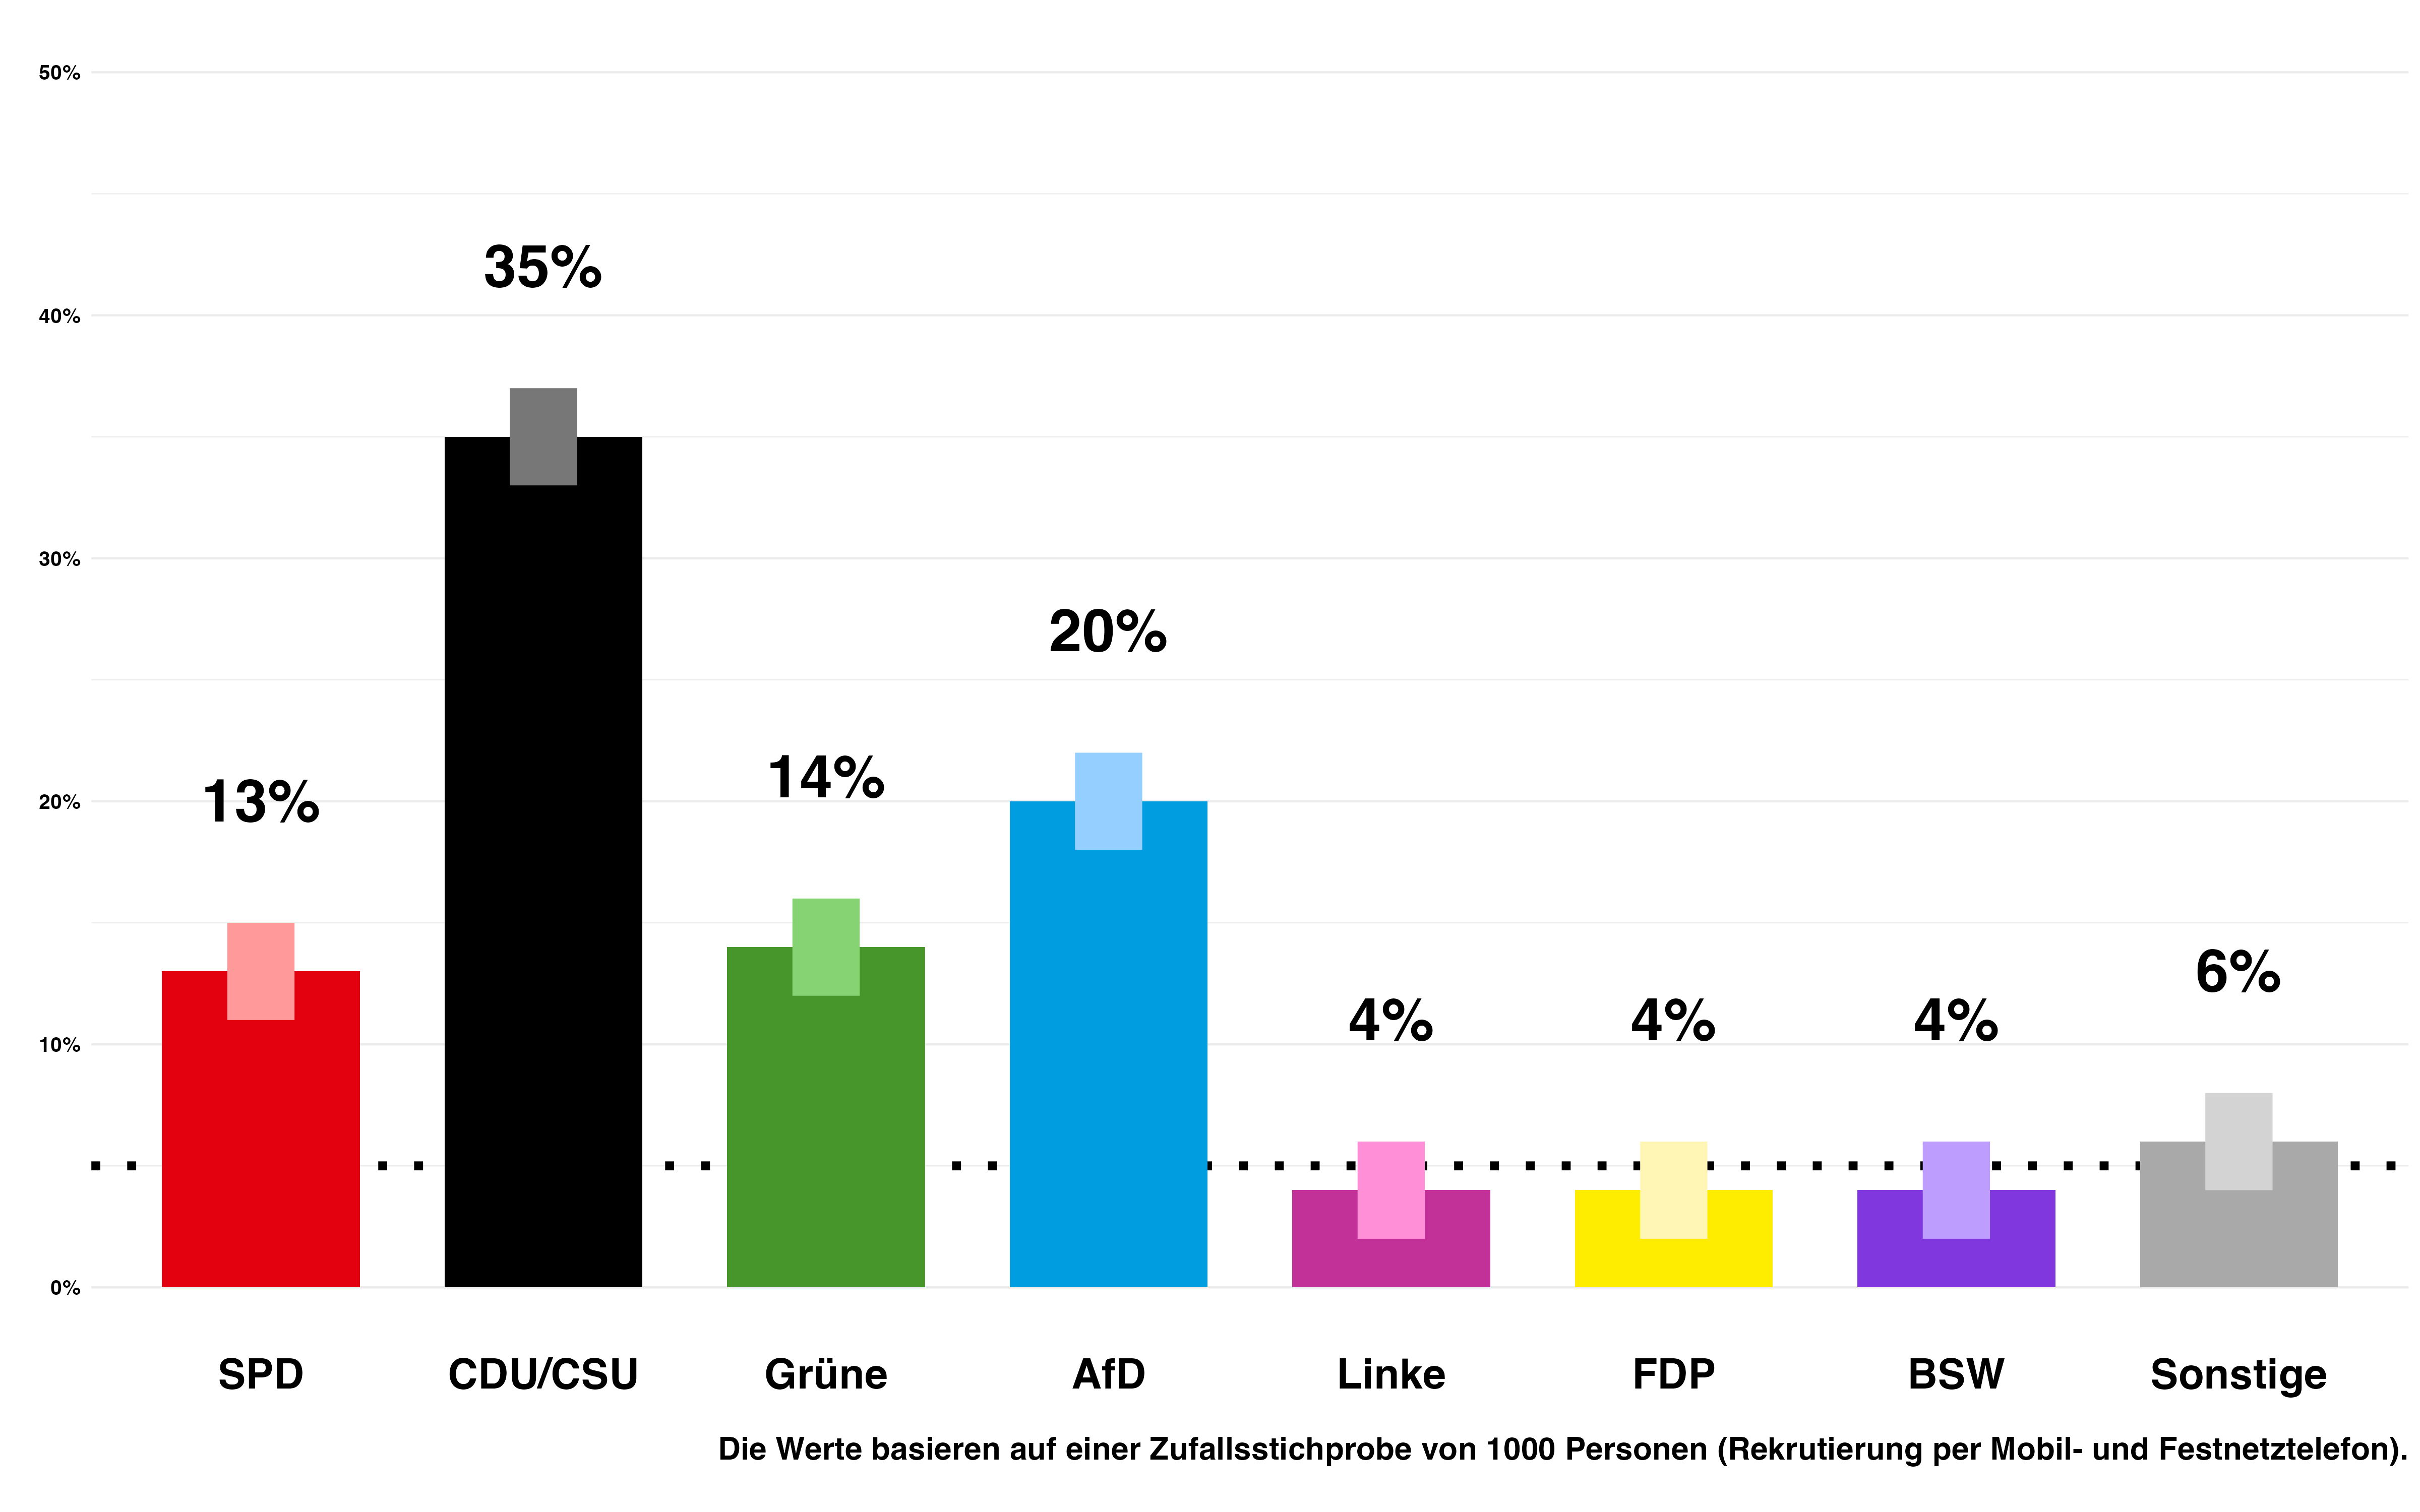 50%
40%
30%
20%
10%
0%
13%
35%
14%
20%
4%
4%
4%
6%
SPD
CDU/CSU
Grüne
AfD
Linke
FDP
BSW
Sonstige
Die Werte basieren auf einer Zufallsstichprobe von 1000 Personen (Rekrutierung per Mobil- und Festnetztelefon).